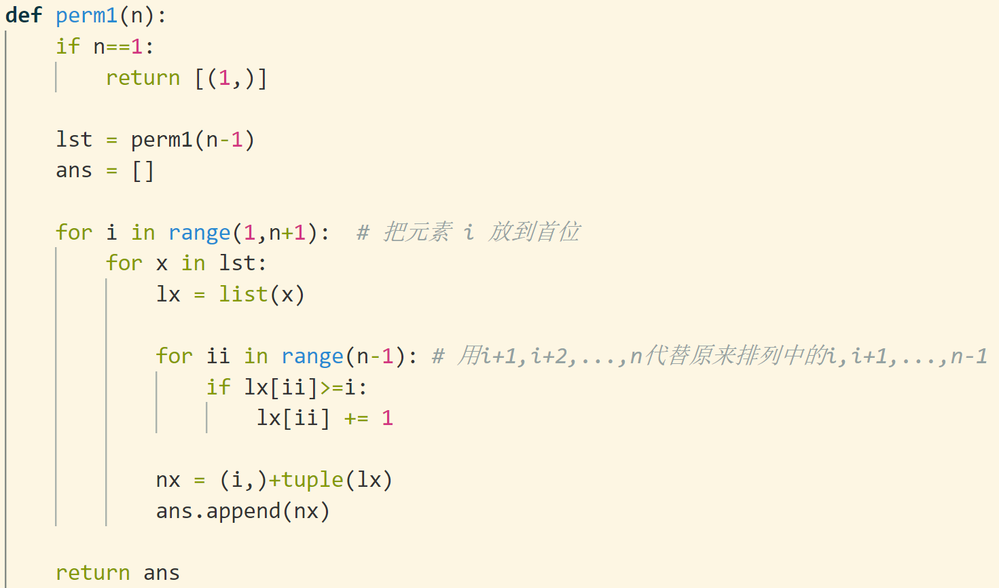 def perm1(n):
    if n==1:
        return [(1,)]

    lst = perm1(n-1)
    ans = []

    for i in range(1,n+1):  # 把元素 i 放到首位
        for x in lst:
            lx = list(x)

            for ii in range(n-1): # 用i+1,i+2,...,n代替原来排列中的i,i+1,...,n-1
                if lx[ii]>=i:
                    lx[ii] += 1

            nx = (i,)+tuple(lx)
            ans.append(nx)

    return ans